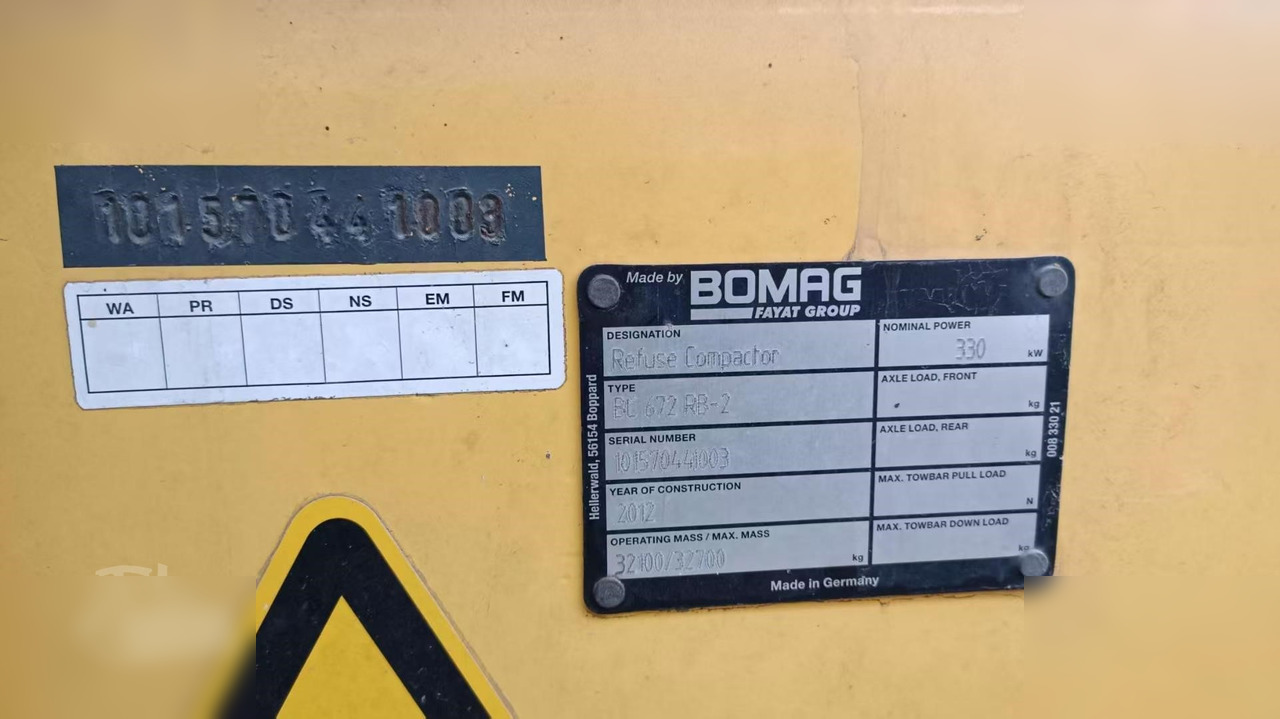 101570441003
WA PR DS NS EM FM
Made by BOMAG
FAYAT GROUP
DESIGNATION
Refuse Compactor
NOMINAL POWER
330 kW
TYPE
BC 672 RB-2
AXLE LOAD, FRONT
kg
SERIAL NUMBER
101570441003
AXLE LOAD, REAR
kg
YEAR OF CONSTRUCTION
2012
MAX. TOWBAR PULL LOAD
N
OPERATING MASS / MAX. MASS
32100/32700 kg
MAX. TOWBAR DOWN LOAD
kg
Made in Germany
Hellerwald, 56154 Boppard
008 330 21